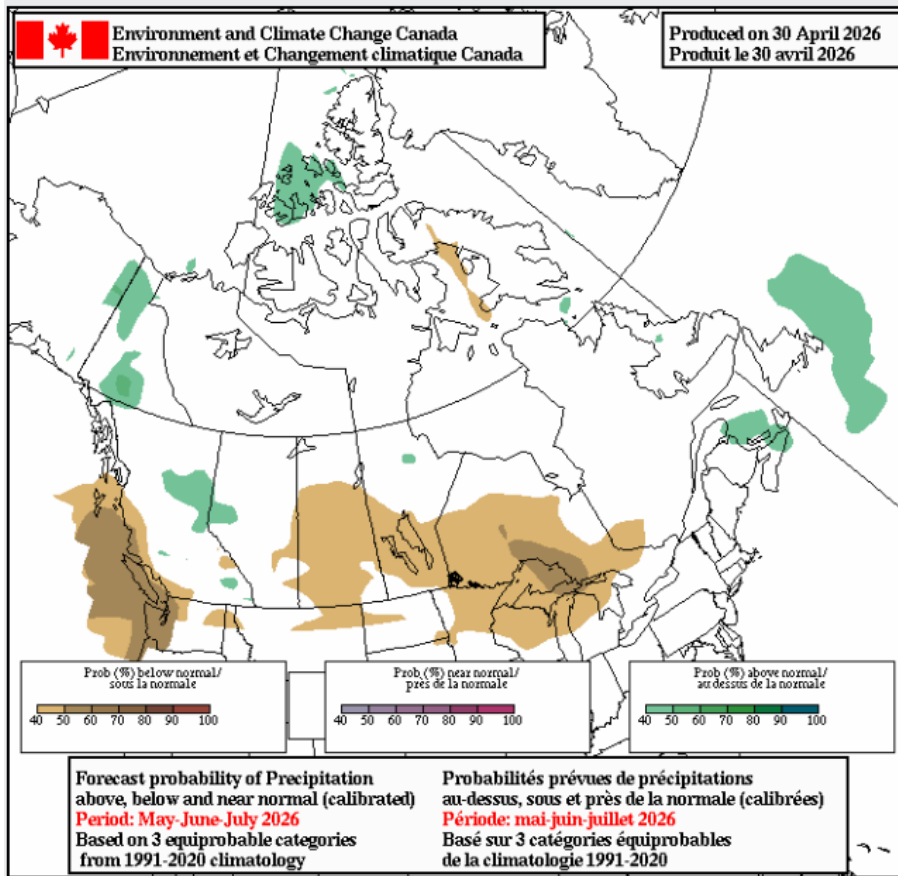 Environment and Climate Change Canada
Environnement et Changement climatique Canada
Produced on 30 April 2026
Produit le 30 avril 2026
Prob (%) below normal/
sous la normale
40 50 60 70 80 90 100
Prob (%) near normal/
près de la normale
40 50 60 70 80 90 100
Prob (%) above normal/
au dessus de la normale
40 50 60 70 80 90 100
Forecast probability of Precipitation
above, below and near normal (calibrated)
Period: May-June-July 2026
Based on 3 equiprobable categories
from 1991-2020 climatology
Probabilités prévues de précipitations
au-dessus, sous et près de la normale (calibrées)
Période: mai-juin-juillet 2026
Basé sur 3 catégories équiprobables
de la climatologie 1991-2020